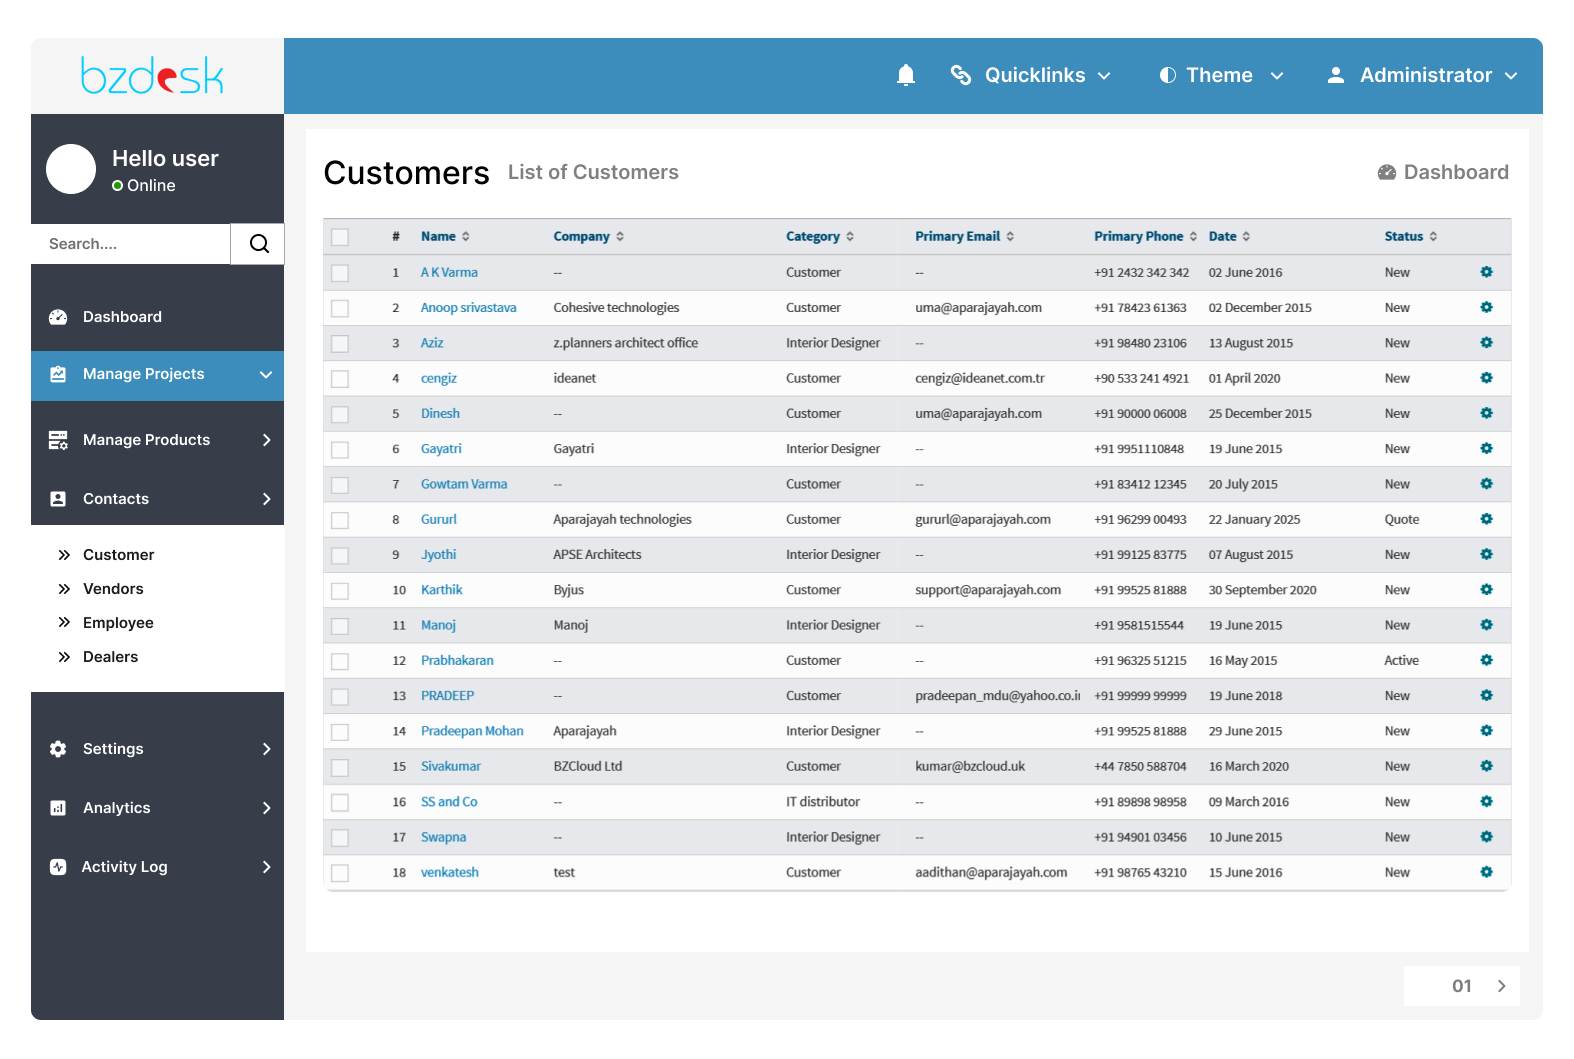 bzdesk
Quicklinks
Theme
Administrator
Hello user
Online
Search....
Dashboard
Manage Projects
Manage Products
Contacts
Customer
Vendors
Employee
Dealers
Settings
Analytics
Activity Log
Customers List of Customers
Dashboard
# Name Company Category Primary Email Primary Phone Date Status
1 A K Varma -- Customer -- +91 2432 342 342 02 June 2016 New
2 Anoop srivastava Cohesive technologies Customer uma@aparajayah.com +91 78423 61363 02 December 2015 New
3 Aziz z.planners architect office Interior Designer -- +91 98480 23106 13 August 2015 New
4 cengiz ideanet Customer cengiz@ideanet.com.tr +90 533 241 4921 01 April 2020 New
5 Dinesh -- Customer uma@aparajayah.com +91 90000 06008 25 December 2015 New
6 Gayatri Gayatri Interior Designer -- +91 9951110848 19 June 2015 New
7 Gowtam Varma -- Customer -- +91 83412 12345 20 July 2015 New
8 Gururl Aparajayah technologies Customer gururl@aparajayah.com +91 96299 00493 22 January 2025 Quote
9 Jyothi APSE Architects Interior Designer -- +91 99125 83775 07 August 2015 New
10 Karthik Byjus Customer support@aparajayah.com +91 99525 81888 30 September 2020 New
11 Manoj Manoj Interior Designer -- +91 9581515544 19 June 2015 New
12 Prabhakaran -- Customer -- +91 96325 51215 16 May 2015 Active
13 PRADEEP -- Customer pradeepan_mdu@yahoo.co.in +91 99999 99999 19 June 2018 New
14 Pradeepan Mohan Aparajayah Interior Designer -- +91 99525 81888 29 June 2015 New
15 Sivakumar BZCloud Ltd Customer kumar@bzcloud.uk +44 7850 588704 16 March 2020 New
16 SS and Co -- IT distributor -- +91 89898 98958 09 March 2016 New
17 Swapna -- Interior Designer -- +91 94901 03456 10 June 2015 New
18 venkatesh test Customer aadithan@aparajayah.com +91 98765 43210 15 June 2016 New
01